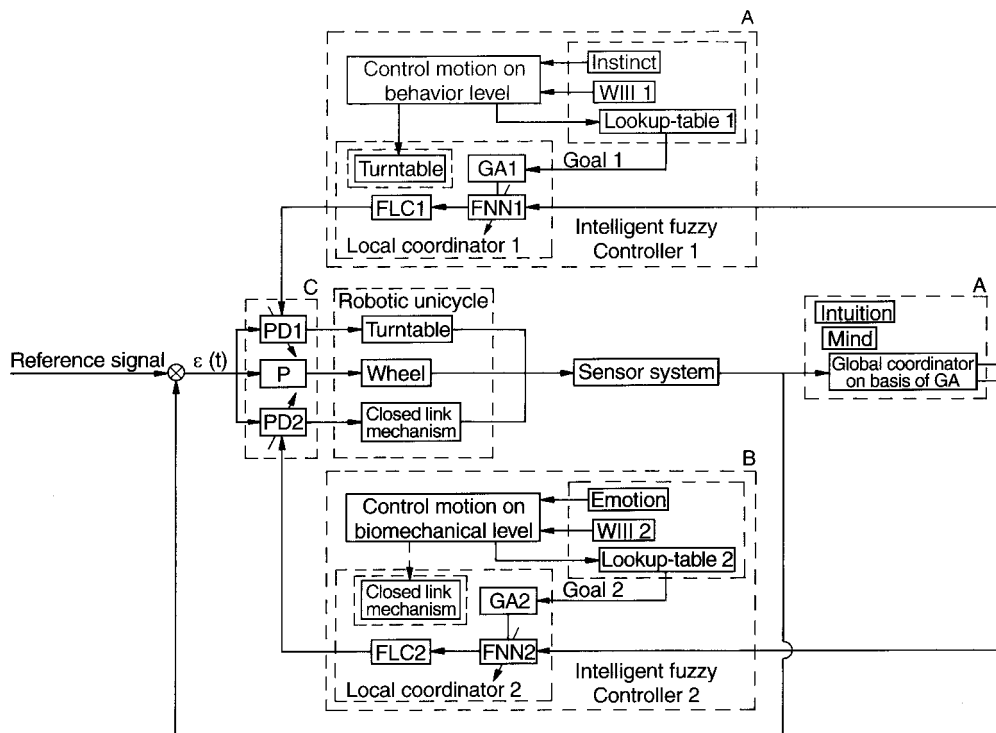 A
Control motion on
behavior level
Instinct
WIll 1
Lookup-table 1
Turntable
GA1
Goal 1
FLC1
FNN1
Local coordinator 1
Intelligent fuzzy
Controller 1
C
Robotic unicycle
A
PD1
Turntable
Intuition
Mind
Reference signal
ε (t)
P
Wheel
Sensor system
Global coordinator
on basis of GA
PD2
Closed link
mechanism
B
Control motion on
biomechanical level
Emotion
WIll 2
Lookup-table 2
Closed link
mechanism
GA2
Goal 2
FLC2
FNN2
Local coordinator 2
Intelligent fuzzy
Controller 2